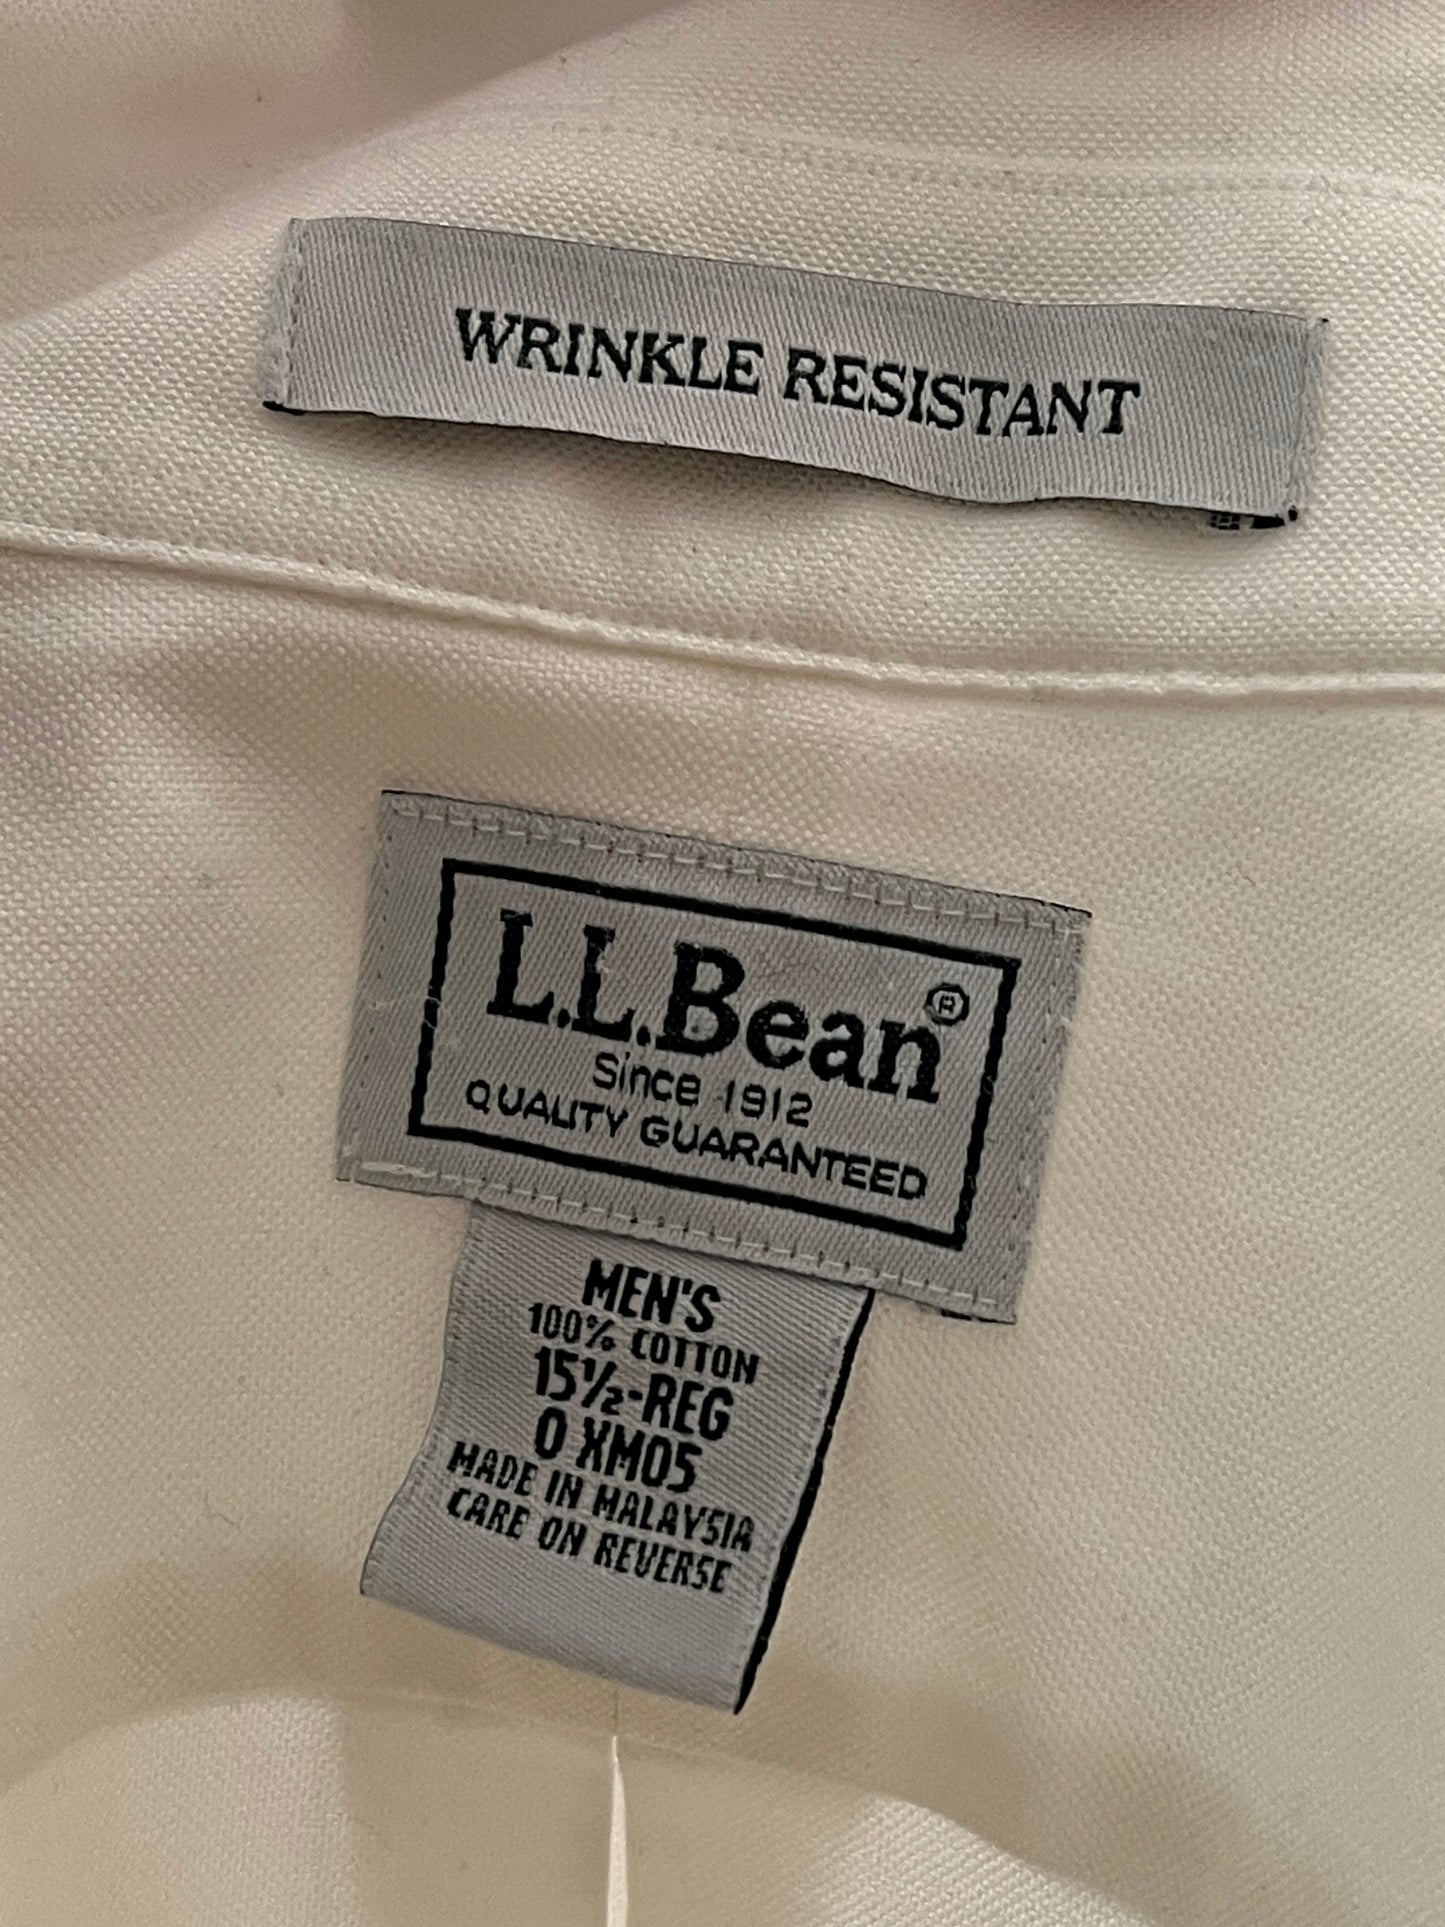 WRINKLE RESISTANT
L.L.Bean®
Since 1912
QUALITY GUARANTEED
MEN'S
100% COTTON
15½-REG
0 XM05
MADE IN MALAYSIA
CARE ON REVERSE